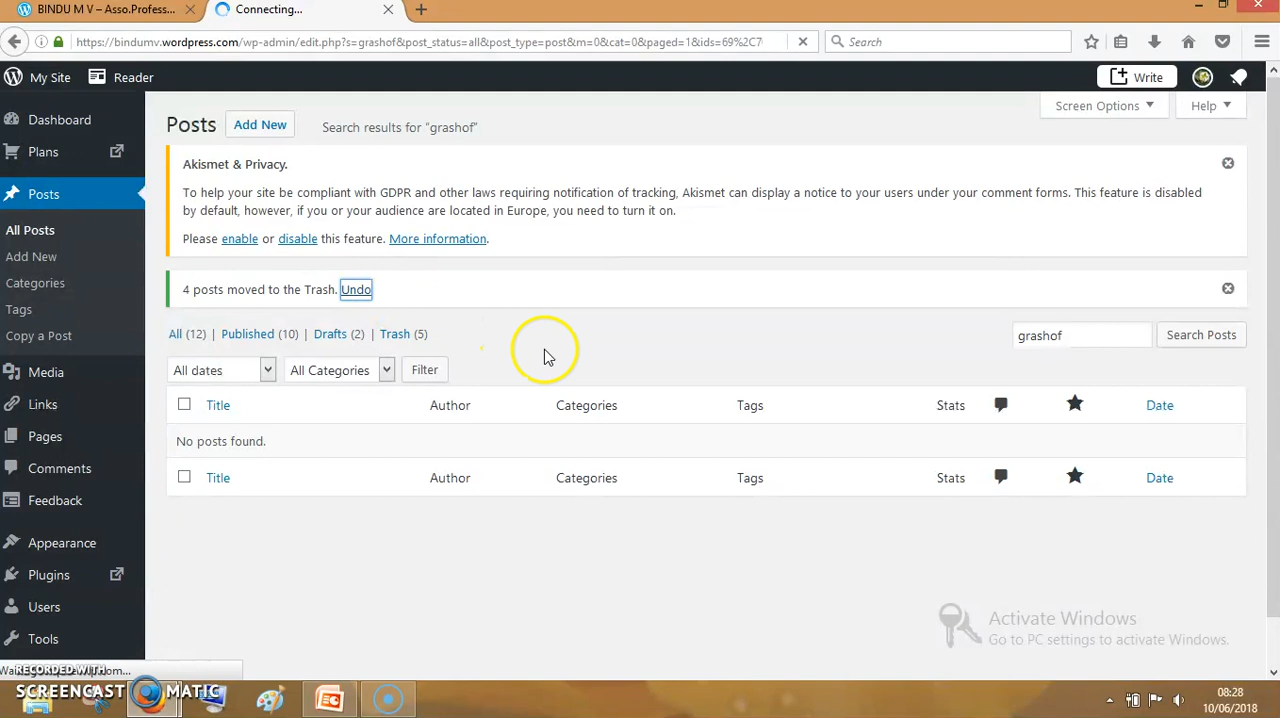 BINDU M V – Asso.Profess...
Connecting...
https://bindumv.wordpress.com/wp-admin/edit.php?s=grashof&post_status=all&post_type=post&m=0&cat=0&paged=1&ids=69%2C7
Search
My Site
Reader
Write
Dashboard
Plans
Posts
All Posts
Add New
Categories
Tags
Copy a Post
Media
Links
Pages
Comments
Feedback
Appearance
Plugins
Users
Tools
Screen Options
Help
Posts
Add New
Search results for "grashof"
Akismet & Privacy.
To help your site be compliant with GDPR and other laws requiring notification of tracking, Akismet can display a notice to your users under your comment forms. This feature is disabled
by default, however, if you or your audience are located in Europe, you need to turn it on.
Please enable or disable this feature. More information.
4 posts moved to the Trash. Undo
All (12) | Published (10) | Drafts (2) | Trash (5)
grashof
Search Posts
All dates
All Categories
Filter
Title Author Categories Tags Stats Date
No posts found.
Title Author Categories Tags Stats Date
Activate Windows
Go to PC settings to activate Windows.
RECORDED WITH
SCREENCAST MATIC
08:28
10/06/2018